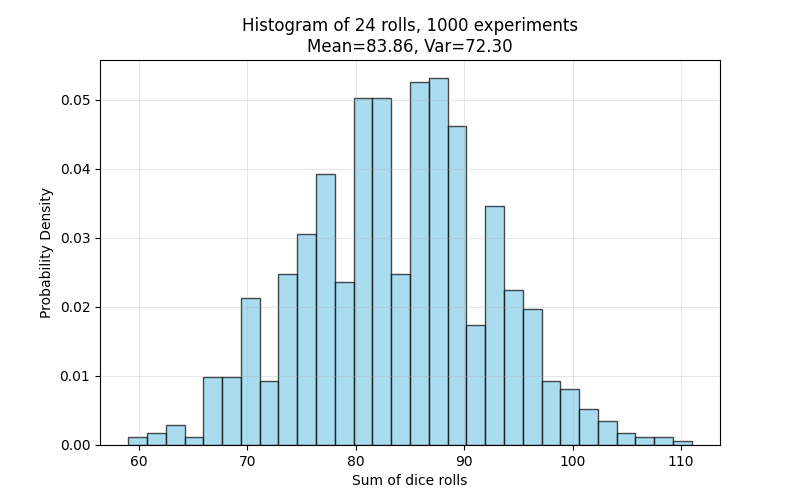 Histogram of 24 rolls, 1000 experiments
Mean=83.86, Var=72.30
Probability Density
0.05
0.04
0.03
0.02
0.01
0.00
60 70 80 90 100 110
Sum of dice rolls